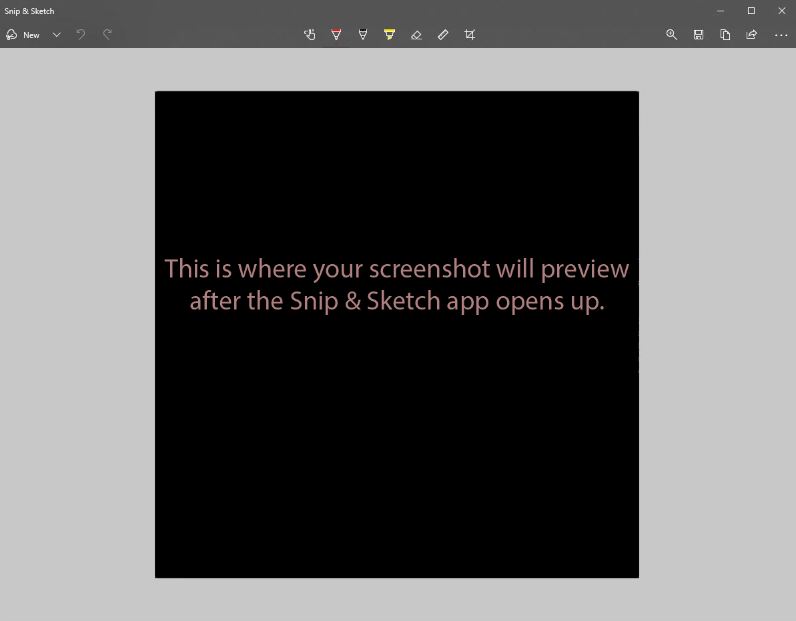 Snip & Sketch
New
This is where your screenshot will preview
after the Snip & Sketch app opens up.